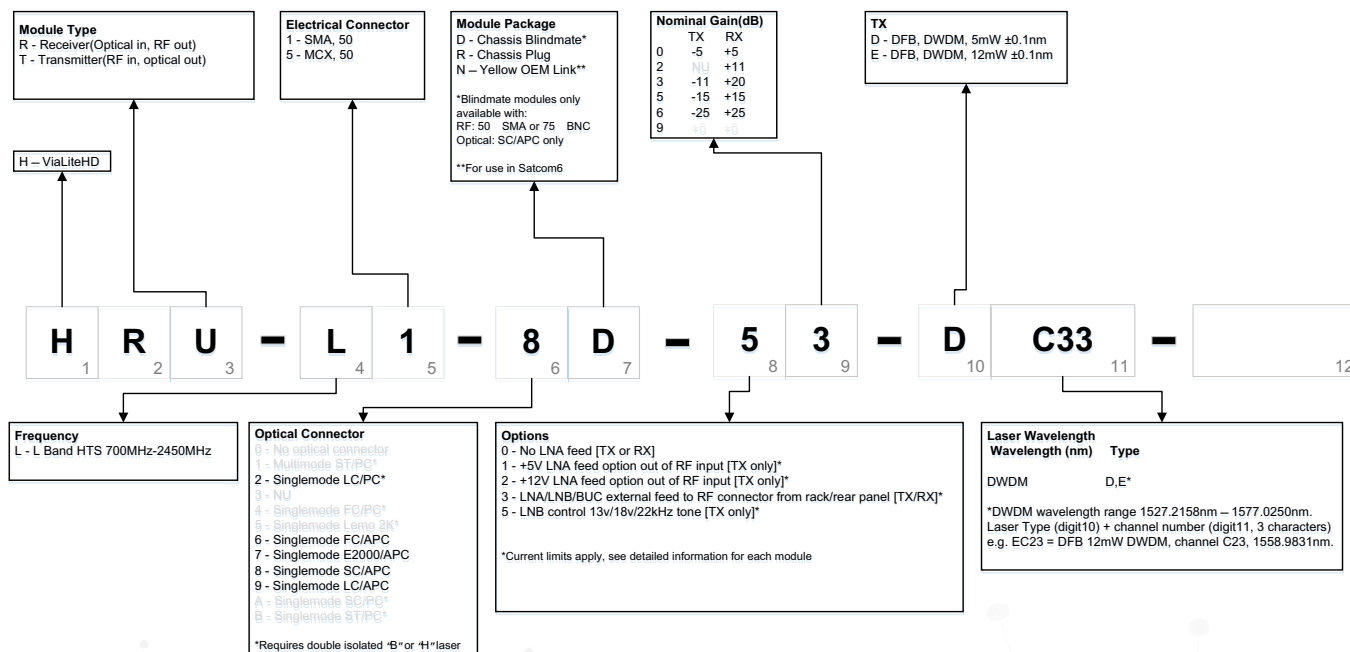 Module Type
R - Receiver(Optical in, RF out)
T - Transmitter(RF in, optical out)
Electrical Connector
1 - SMA, 50
5 - MCX, 50
Module Package
D - Chassis Blindmate*
R - Chassis Plug
N – Yellow OEM Link**
*Blindmate modules only
available with:
RF: 50 SMA or 75 BNC
Optical: SC/APC only
**For use in Satcom6
Nominal Gain(dB)
TX RX
0 -5 +5
2 NU +11
3 -11 +20
5 -15 +15
6 -25 +25
9 +0 +0
TX
D - DFB, DWDM, 5mW ±0.1nm
E - DFB, DWDM, 12mW ±0.1nm
H – ViaLiteHD
H R U - L 1 - 8 D - 5 3 - D C33 -
1 2 3 4 5 6 7 8 9 10 11 12
Frequency
L - L Band HTS 700MHz-2450MHz
Optical Connector
0 - No optical connector
1 - Multimode ST/PC*
2 - Singlemode LC/PC*
3 - NU
4 - Singlemode FC/PC*
5 - Singlemode Lemo 2K*
6 - Singlemode FC/APC
7 - Singlemode E2000/APC
8 - Singlemode SC/APC
9 - Singlemode LC/APC
A - Singlemode SC/PC*
B - Singlemode ST/PC*
*Requires double isolated "B" or "H" laser
Options
0 - No LNA feed [TX or RX]
1 - +5V LNA feed option out of RF input [TX only]*
2 - +12V LNA feed option out of RF input [TX only]*
3 - LNA/LNB/BUC external feed to RF connector from rack/rear panel [TX/RX]*
5 - LNB control 13v/18v/22kHz tone [TX only]*
*Current limits apply, see detailed information for each module
Laser Wavelength
Wavelength (nm) Type
DWDM D,E*
*DWDM wavelength range 1527.2158nm – 1577.0250nm.
Laser Type (digit10) + channel number (digit11, 3 characters)
e.g. EC23 = DFB 12mW DWDM, channel C23, 1558.9831nm.